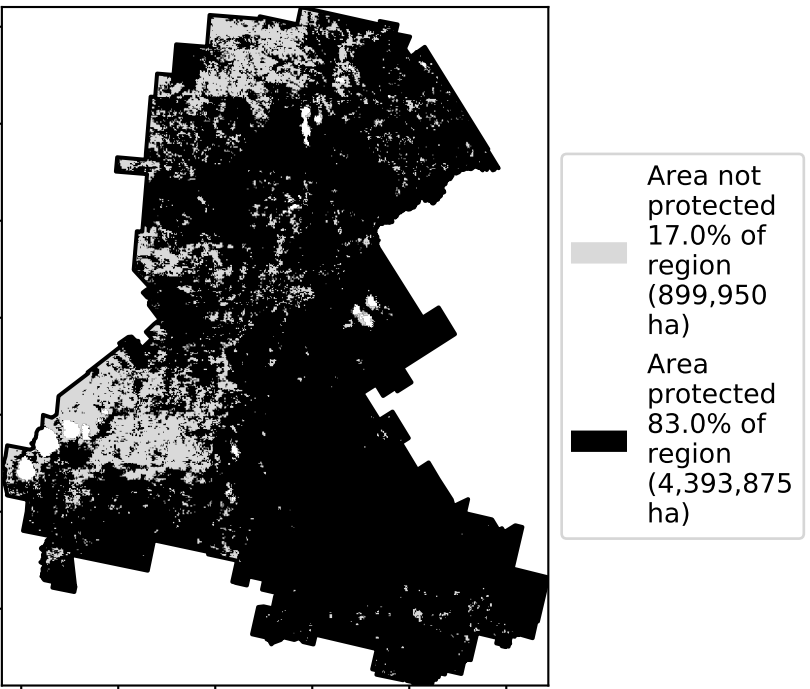 Area not
protected
17.0% of
region
(899,950
ha)
Area
protected
83.0% of
region
(4,393,875
ha)